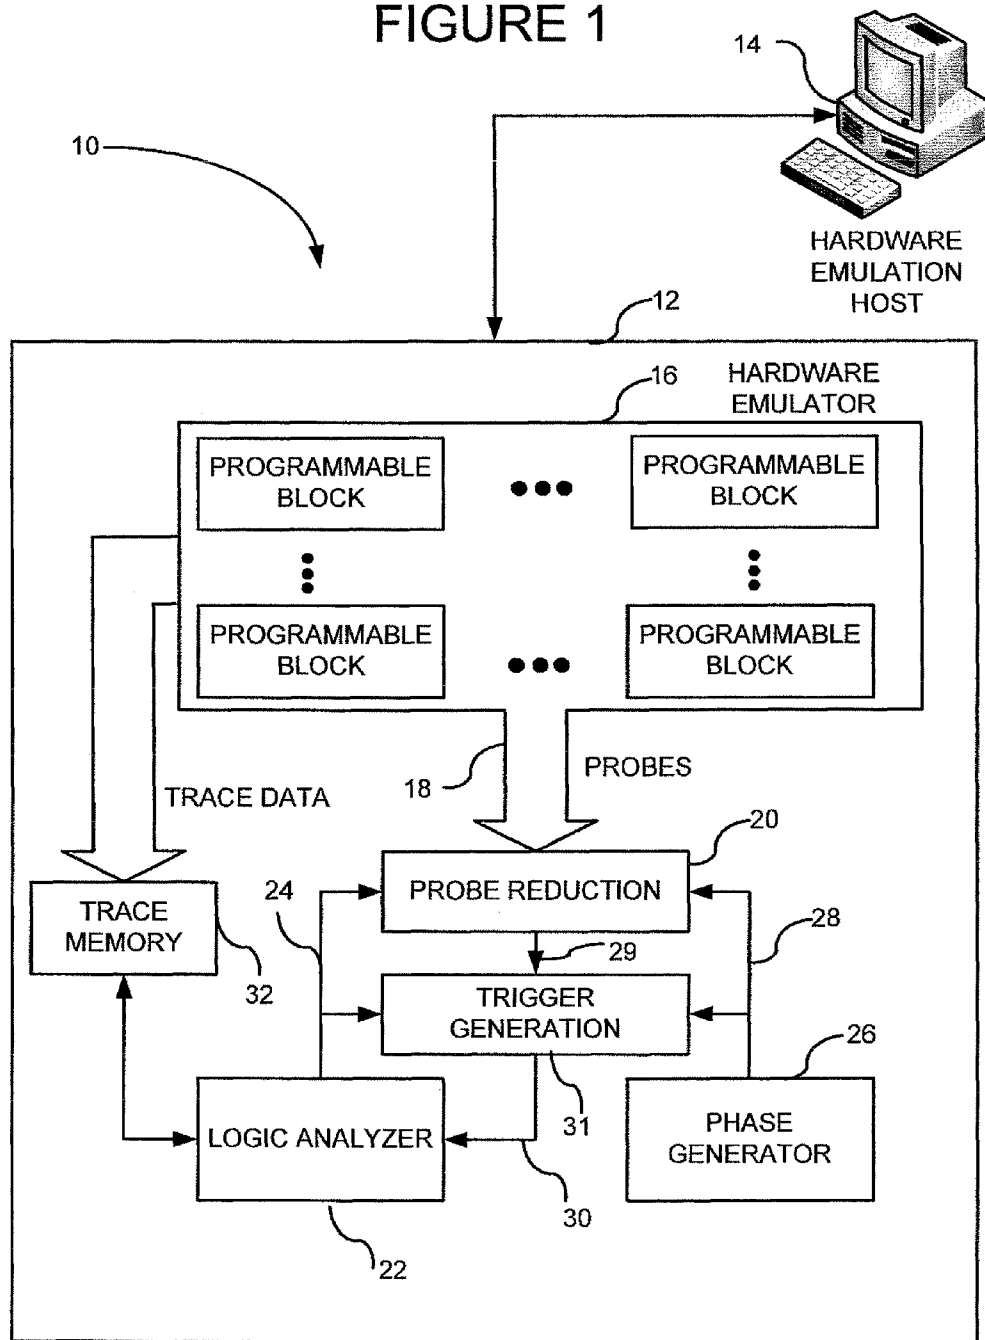 FIGURE 1
14
10
HARDWARE
EMULATION
HOST
12
16
HARDWARE
EMULATOR
PROGRAMMABLE
BLOCK
PROGRAMMABLE
BLOCK
PROGRAMMABLE
BLOCK
PROGRAMMABLE
BLOCK
18
PROBES
TRACE DATA
20
PROBE REDUCTION
24
TRACE
MEMORY
28
29
32
TRIGGER
GENERATION
26
31
LOGIC ANALYZER
PHASE
GENERATOR
30
22